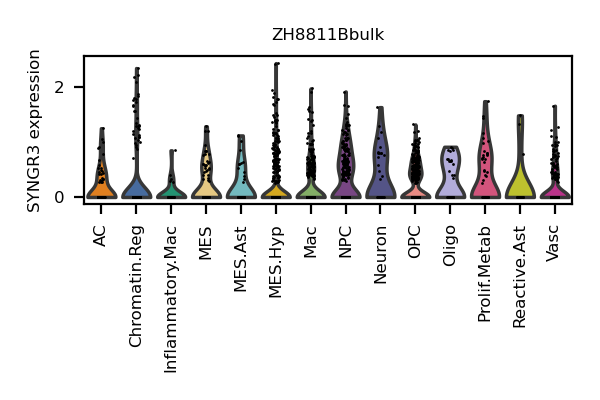 ZH8811Bbulk
SYNGR3 expression
2
0
AC
Chromatin.Reg
Inflammatory.Mac
MES
MES.Ast
MES.Hyp
Mac
NPC
Neuron
OPC
Oligo
Prolif.Metab
Reactive.Ast
Vasc